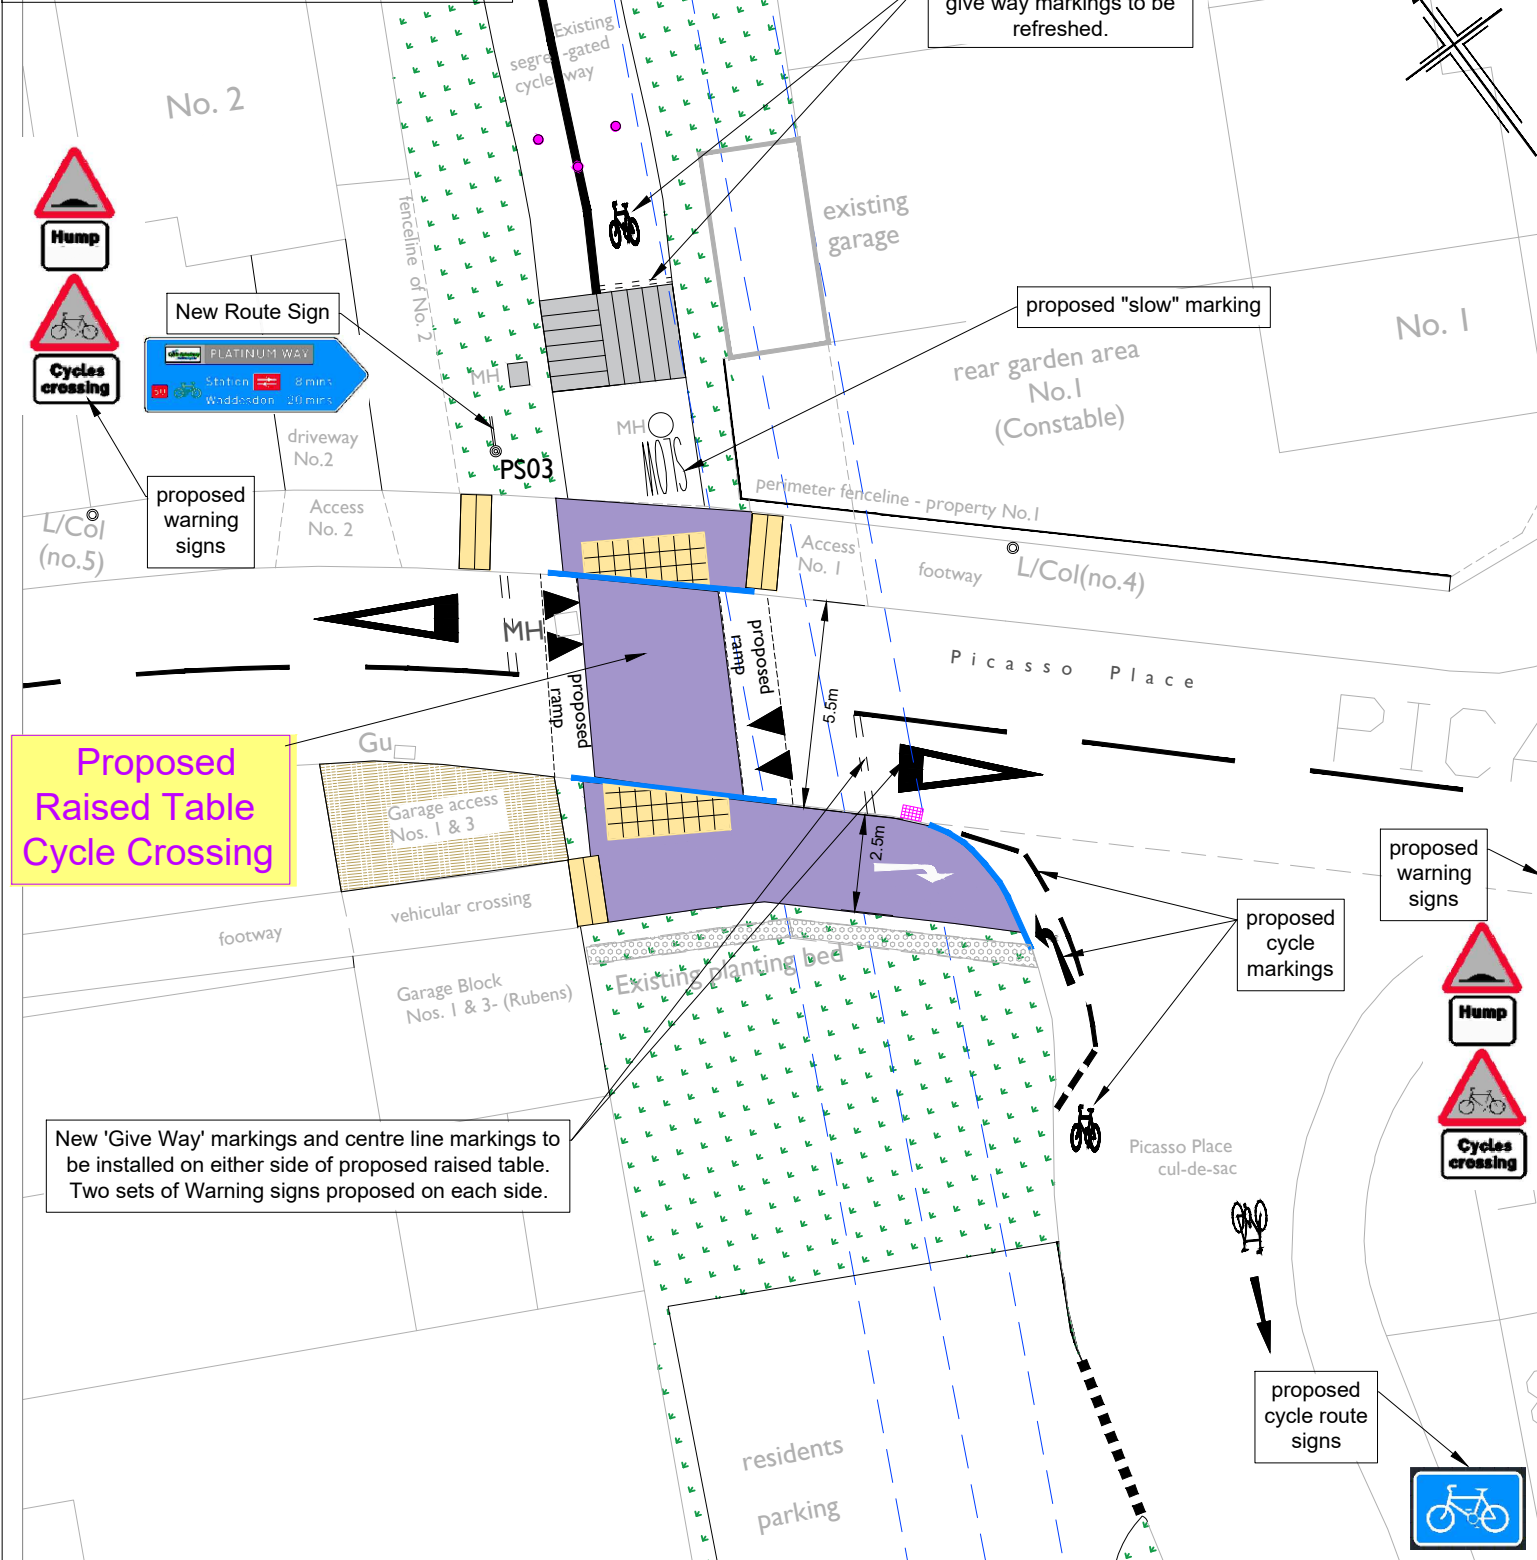 give way markings to be
refreshed.
Existing
segre-gated
cycleway
No. 2
Hump
Cycles
crossing
New Route Sign
PLATINUM WAY
Station 8 mins
Waddesdon 20 mins
fenceline of No. 2
existing
garage
proposed "slow" marking
No. 1
rear garden area
No.1
(Constable)
MH
MH
SLOW
driveway
No.2
PS03
proposed
warning
signs
L/Col
(no.5)
Access
No. 2
perimeter fenceline - property No.1
Access
No. 1
footway
L/Col(no.4)
MH
proposed
ramp
proposed
ramp
5.5m
Picasso Place
PIC
Proposed
Raised Table
Cycle Crossing
Gu
Garage access
Nos. 1 & 3
2.5m
proposed
warning
signs
vehicular crossing
footway
proposed
cycle
markings
Existing planting bed
Garage Block
Nos. 1 & 3- (Rubens)
Hump
Cycles
crossing
New 'Give Way' markings and centre line markings to
be installed on either side of proposed raised table.
Two sets of Warning signs proposed on each side.
Picasso Place
cul-de-sac
proposed
cycle route
signs
residents
parking